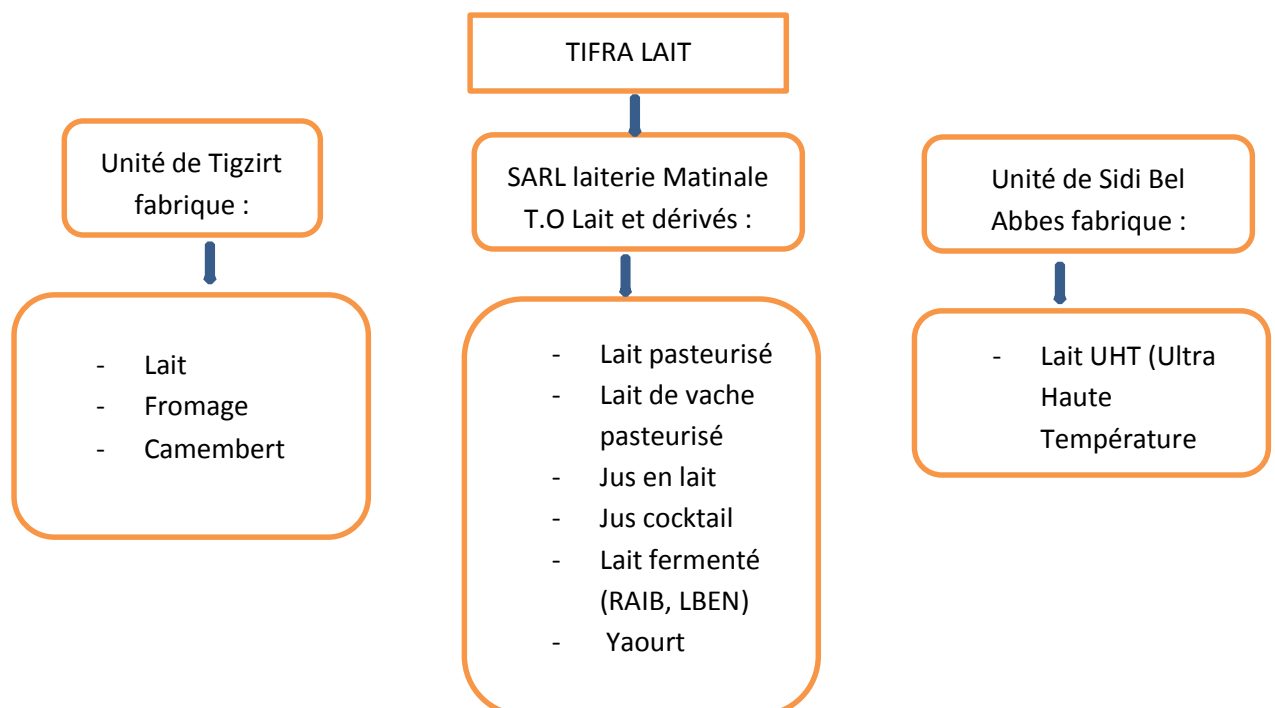 TIFRA LAIT
Unité de Tigzirt
fabrique :
SARL laiterie Matinale
T.O Lait et dérivés :
Unité de Sidi Bel
Abbes fabrique :
- Lait
- Fromage
- Camembert
- Lait pasteurisé
- Lait de vache
pasteurisé
- Jus en lait
- Jus cocktail
- Lait fermenté
(RAIB, LBEN)
- Yaourt
- Lait UHT (Ultra
Haute
Température